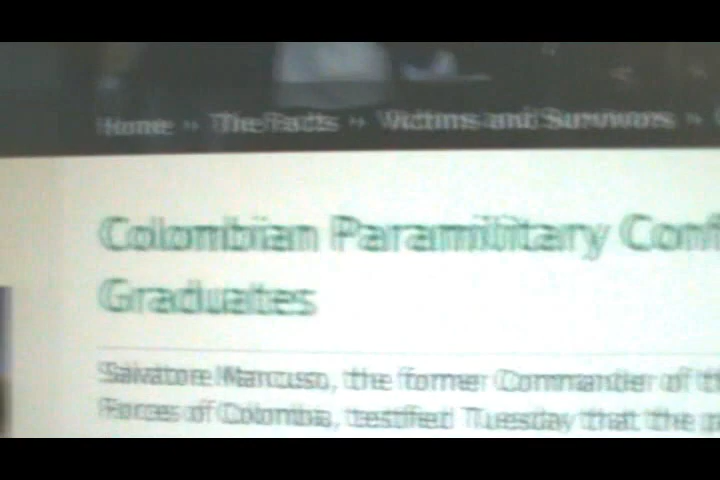 Home » The Facts » Victims and Survivors »
Colombian Paramilitary
Graduates
Salvatore Mancuso, the former Commander of
Forces of Colombia, testified Tuesday that the